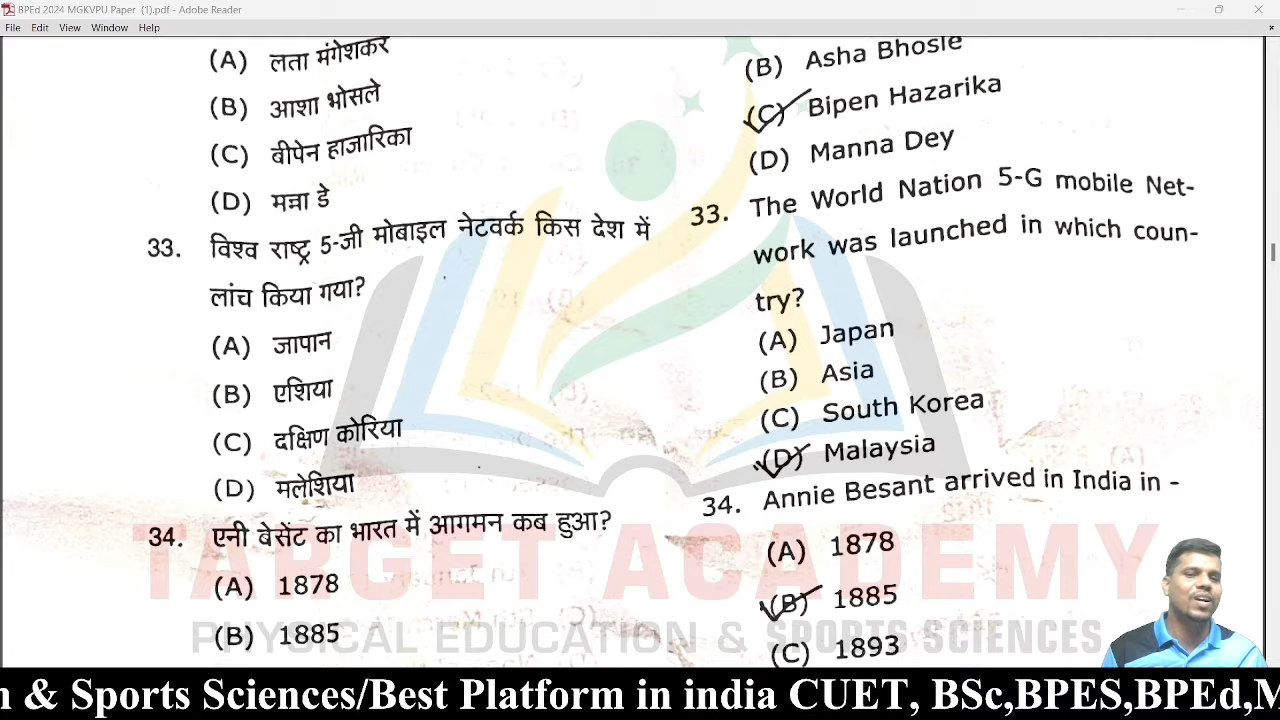 BPEd 2024 MGKVPU Paper (1).pdf - Adobe Reader
File Edit View Window Help
(A) लता मंगेशकर
(B) आशा भोसले
(C) बीपेन हाजारिका
(D) मन्ना डे
33. विश्व राष्ट्र 5-जी मोबाइल नेटवर्क किस देश में
लांच किया गया?
(A) जापान
(B) एशिया
(C) दक्षिण कोरिया
(D) मलेशिया
34. एनी बेसेंट का भारत में आगमन कब हुआ?
(A) 1878
(B) 1885
(B) Asha Bhosle
(C) Bipen Hazarika
(D) Manna Dey
33. The World Nation 5-G mobile Net-
work was launched in which coun-
try?
(A) Japan
(B) Asia
(C) South Korea
(D) Malaysia
34. Annie Besant arrived in India in -
(A) 1878
(B) 1885
(C) 1893
TARGET ACADEMY
PHYSICAL EDUCATION & SPORTS SCIENCES
n & Sports Sciences/Best Platform in india CUET, BSc,BPES,BPEd,M